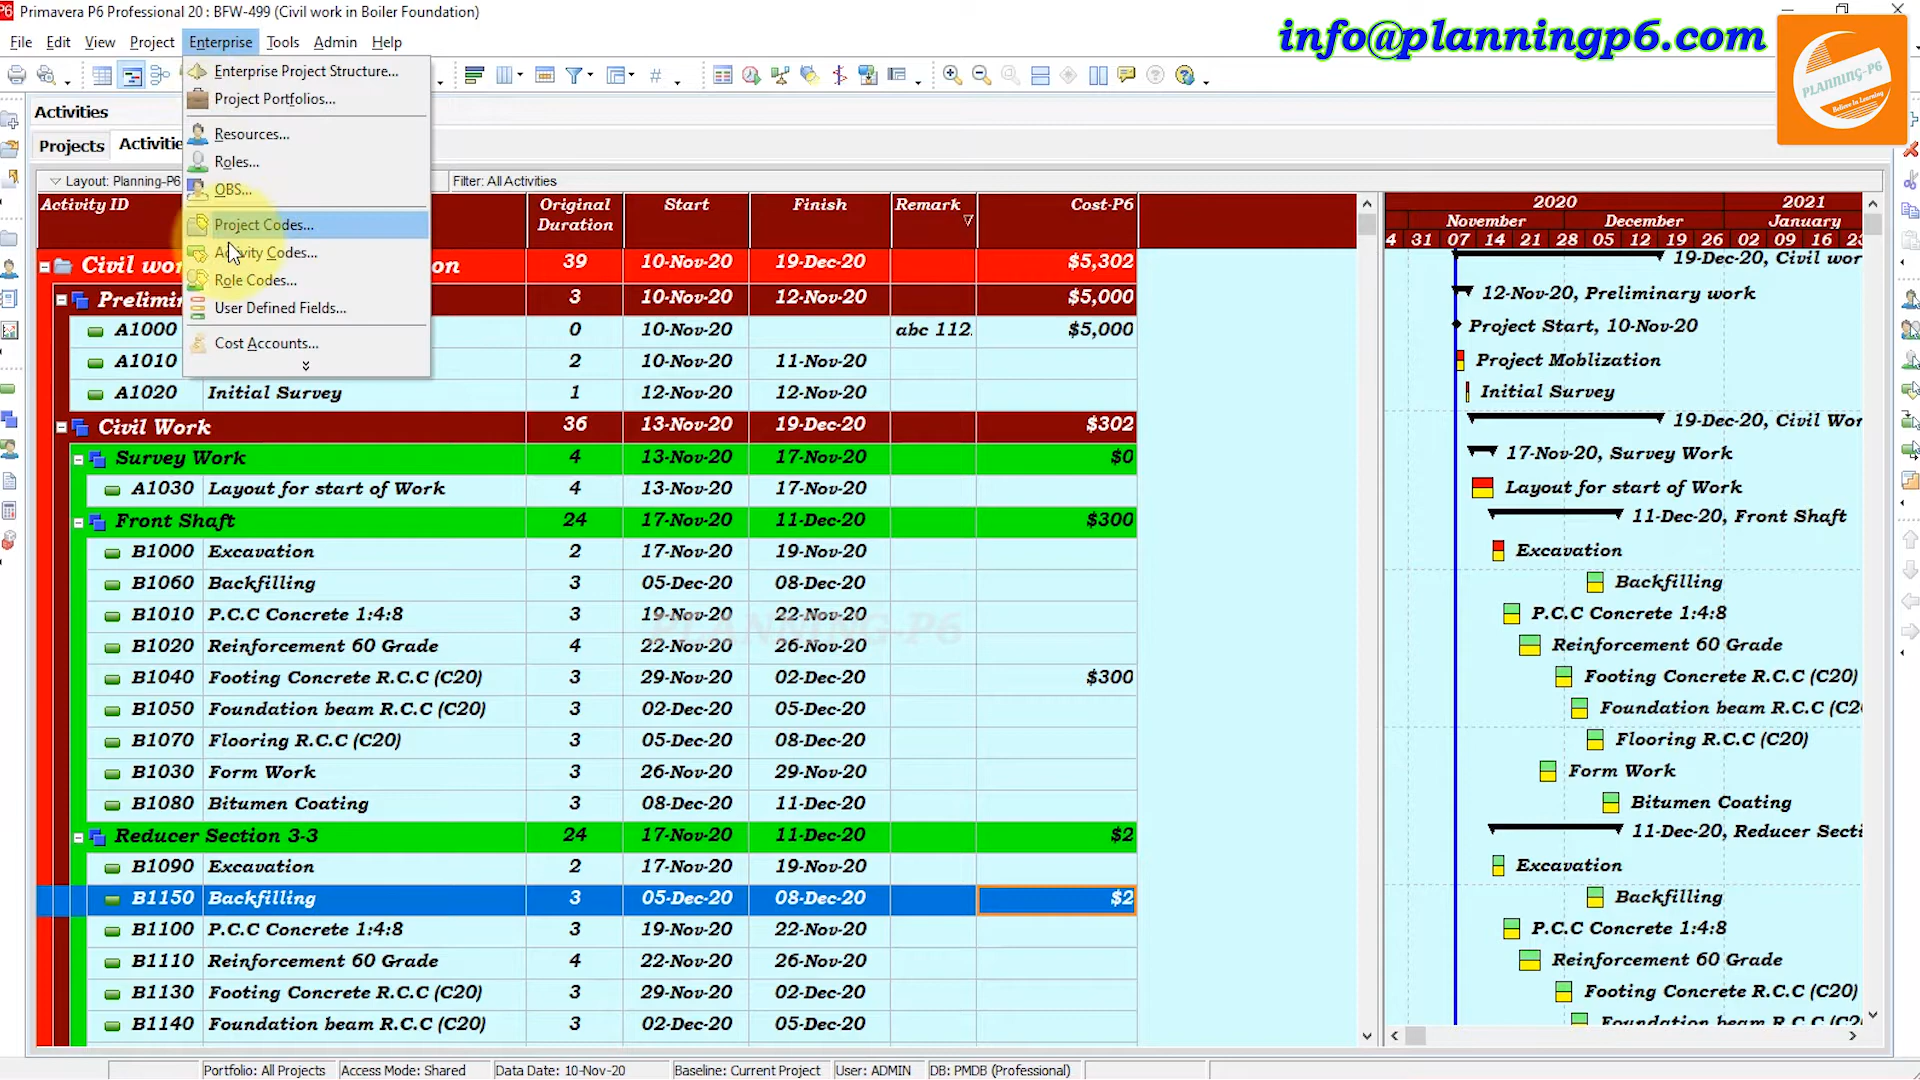 Primavera P6 Professional 20 : BFW-499 (Civil work in Boiler Foundation)
info@planningp6.com
PLANNING-P6
Believe In Learning
File Edit View Project Enterprise Tools Admin Help
Enterprise Project Structure...
Project Portfolios...
Resources...
Roles...
OBS...
Project Codes...
Activity Codes...
Role Codes...
User Defined Fields...
Cost Accounts...
Activities
Projects Activitie
Layout: Planning-P6 Filter: All Activities
Activity ID Original Duration Start Finish Remark Cost-P6
Civil wor on 39 10-Nov-20 19-Dec-20 $5,302
Prelimin 3 10-Nov-20 12-Nov-20 $5,000
A1000 0 10-Nov-20 abc 112. $5,000
A1010 2 10-Nov-20 11-Nov-20
A1020 Initial Survey 1 12-Nov-20 12-Nov-20
Civil Work 36 13-Nov-20 19-Dec-20 $302
Survey Work 4 13-Nov-20 17-Nov-20 $0
A1030 Layout for start of Work 4 13-Nov-20 17-Nov-20
Front Shaft 24 17-Nov-20 11-Dec-20 $300
B1000 Excavation 2 17-Nov-20 19-Nov-20
B1060 Backfilling 3 05-Dec-20 08-Dec-20
B1010 P.C.C Concrete 1:4:8 3 19-Nov-20 22-Nov-20
PLANNING-P6
B1020 Reinforcement 60 Grade 4 22-Nov-20 26-Nov-20
B1040 Footing Concrete R.C.C (C20) 3 29-Nov-20 02-Dec-20 $300
B1050 Foundation beam R.C.C (C20) 3 02-Dec-20 05-Dec-20
B1070 Flooring R.C.C (C20) 3 05-Dec-20 08-Dec-20
B1030 Form Work 3 26-Nov-20 29-Nov-20
B1080 Bitumen Coating 3 08-Dec-20 11-Dec-20
Reducer Section 3-3 24 17-Nov-20 11-Dec-20 $2
B1090 Excavation 2 17-Nov-20 19-Nov-20
B1150 Backfilling 3 05-Dec-20 08-Dec-20 $2
B1100 P.C.C Concrete 1:4:8 3 19-Nov-20 22-Nov-20
B1110 Reinforcement 60 Grade 4 22-Nov-20 26-Nov-20
B1130 Footing Concrete R.C.C (C20) 3 29-Nov-20 02-Dec-20
B1140 Foundation beam R.C.C (C20) 3 02-Dec-20 05-Dec-20
2020 2021
November December January
4 31 07 14 21 28 05 12 19 26 02 09 16 23
19-Dec-20, Civil wor
12-Nov-20, Preliminary work
Project Start, 10-Nov-20
Project Moblization
Initial Survey
19-Dec-20, Civil Wor
17-Nov-20, Survey Work
Layout for start of Work
11-Dec-20, Front Shaft
Excavation
Backfilling
P.C.C Concrete 1:4:8
Reinforcement 60 Grade
Footing Concrete R.C.C (C20)
Foundation beam R.C.C (C2
Flooring R.C.C (C20)
Form Work
Bitumen Coating
11-Dec-20, Reducer Secti
Excavation
Backfilling
P.C.C Concrete 1:4:8
Reinforcement 60 Grade
Footing Concrete R.C.C (C20)
Foundation beam R.C.C (C2
Portfolio: All Projects Access Mode: Shared Data Date: 10-Nov-20 Baseline: Current Project User: ADMIN DB: PMDB (Professional)